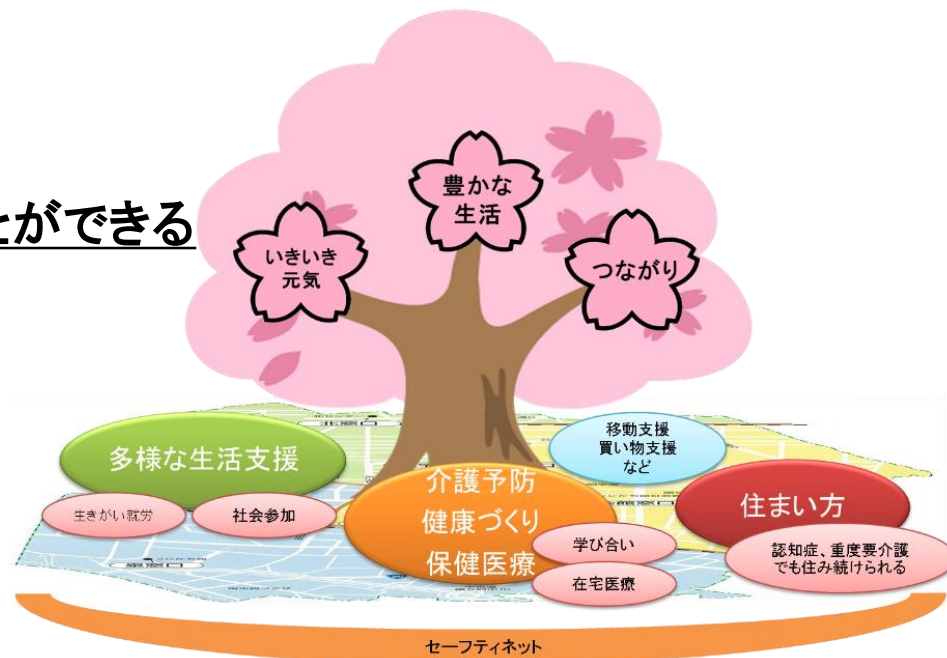 豊かな
生活
とができる
いきいき
元気
つながり
移動支援
買い物支援
など
多様な生活支援
介護予防
健康づくり
保健医療
住まい方
生きがい就労
社会参加
学び合い
在宅医療
認知症、重度要介護
でも住み続けられる
セーフティネット